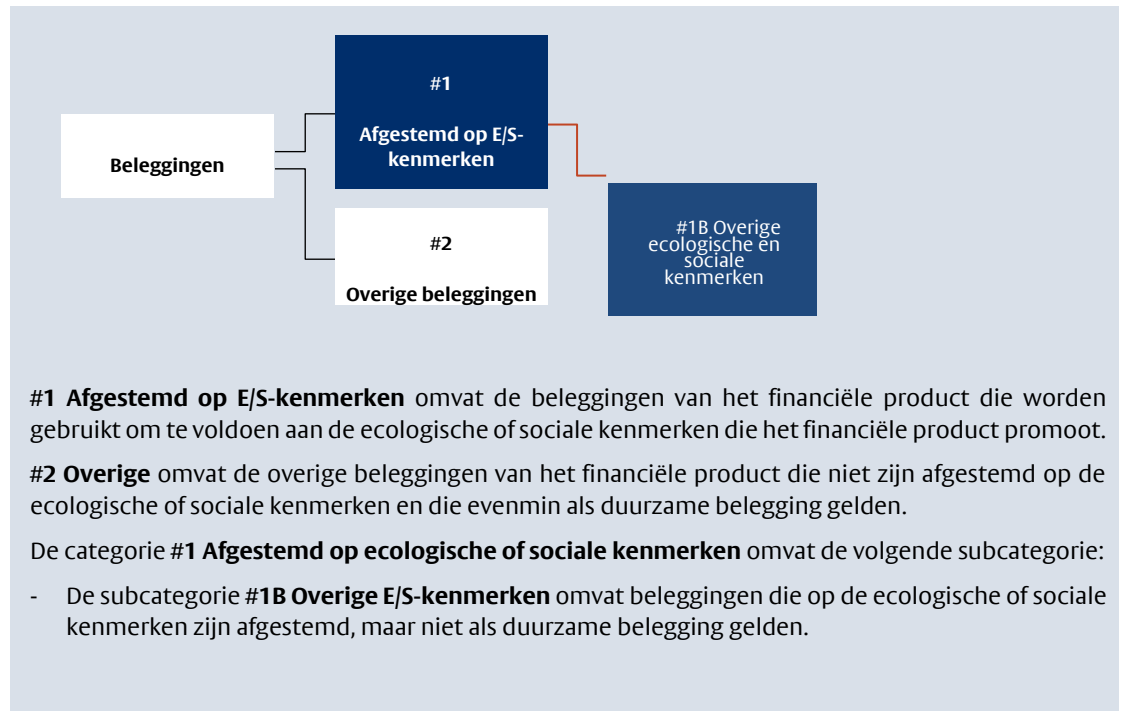 #1
Afgestemd op E/S-
kenmerken
Beleggingen
#2
Overige beleggingen
#1B Overige
ecologische en
sociale
kenmerken
#1 Afgestemd op E/S-kenmerken omvat de beleggingen van het financiële product die worden
gebruikt om te voldoen aan de ecologische of sociale kenmerken die het financiële product promoot.
#2 Overige omvat de overige beleggingen van het financiële product die niet zijn afgestemd op de
ecologische of sociale kenmerken en die evenmin als duurzame belegging gelden.
De categorie #1 Afgestemd op ecologische of sociale kenmerken omvat de volgende subcategorie:
- De subcategorie #1B Overige E/S-kenmerken omvat beleggingen die op de ecologische of sociale
kenmerken zijn afgestemd, maar niet als duurzame belegging gelden.